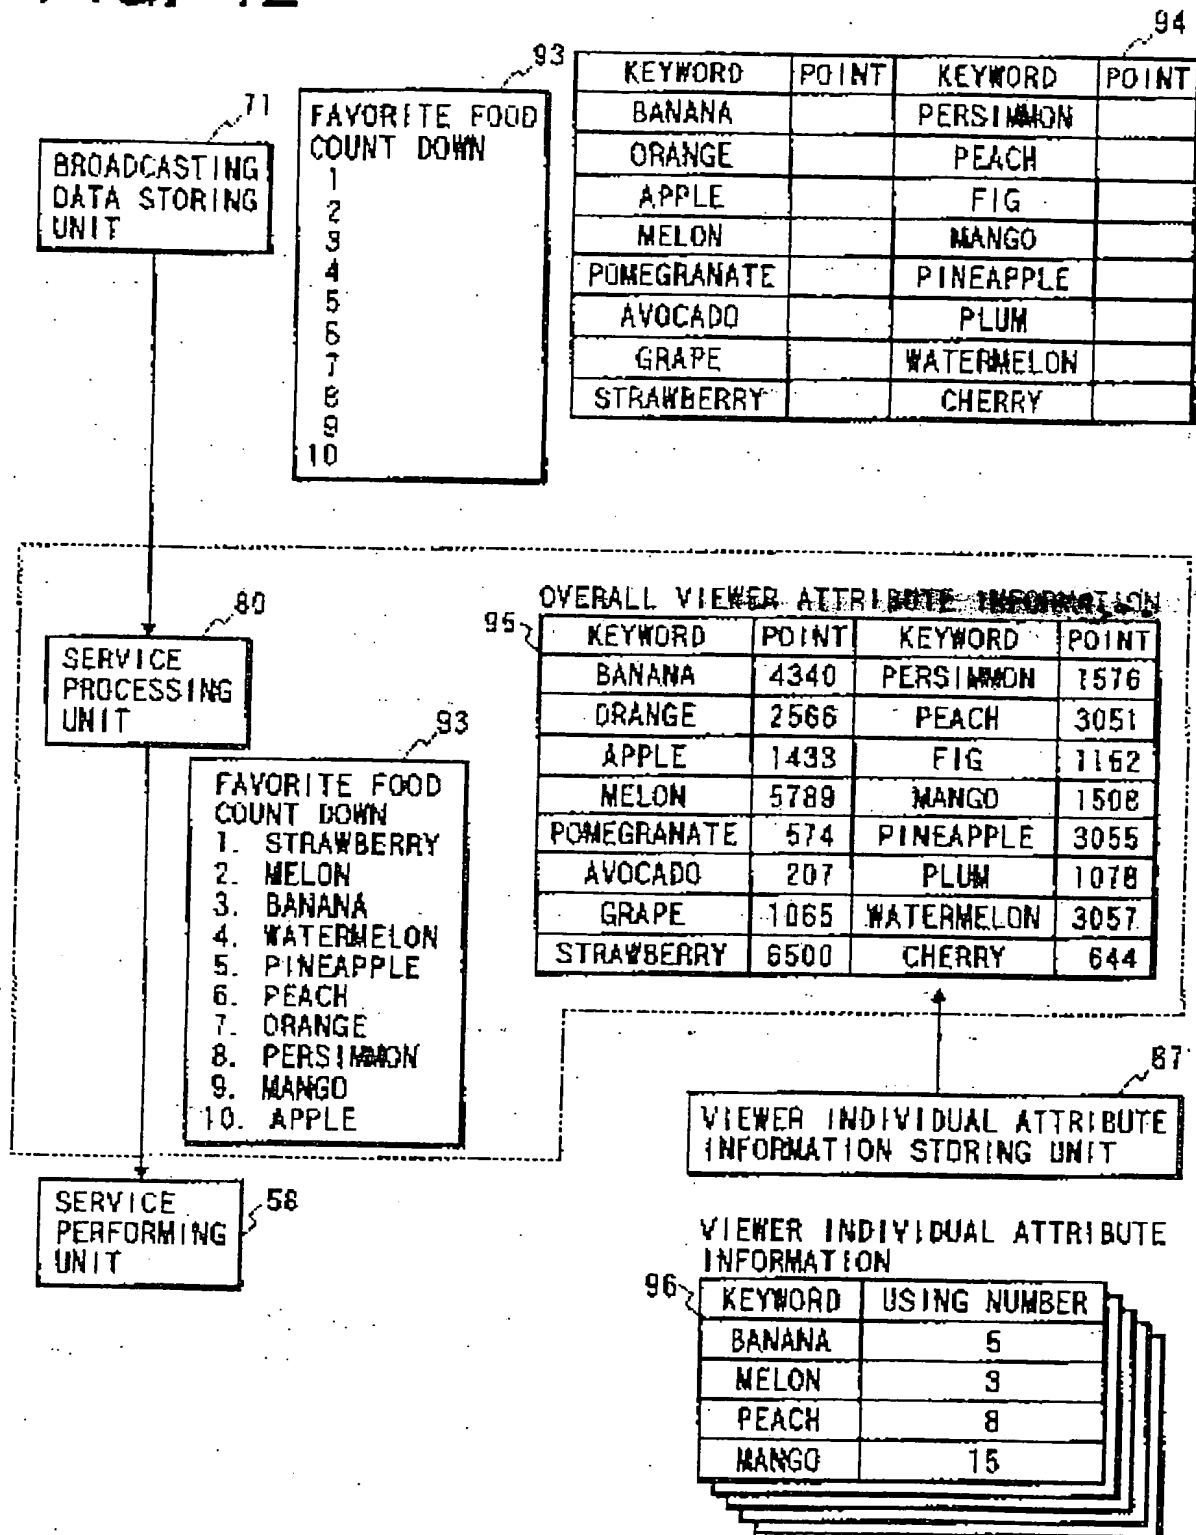 94
93
KEYWORD POINT KEYWORD POINT
BANANA PERSIMMON
ORANGE PEACH
APPLE FIG
MELON MANGO
POMEGRANATE PINEAPPLE
AVOCADO PLUM
GRAPE WATERMELON
STRAWBERRY CHERRY
71
BROADCASTING
DATA STORING
UNIT
FAVORITE FOOD
COUNT DOWN
1
2
3
4
5
6
7
8
9
10
80
SERVICE
PROCESSING
UNIT
93
FAVORITE FOOD
COUNT DOWN
1. STRAWBERRY
2. MELON
3. BANANA
4. WATERMELON
5. PINEAPPLE
6. PEACH
7. ORANGE
8. PERSIMMON
9. MANGO
10. APPLE
OVERALL VIEWER ATTRIBUTE INFORMATION
95
KEYWORD POINT KEYWORD POINT
BANANA 4340 PERSIMMON 1576
ORANGE 2566 PEACH 3051
APPLE 1433 FIG 1162
MELON 5789 MANGO 1508
POMEGRANATE 574 PINEAPPLE 3055
AVOCADO 207 PLUM 1078
GRAPE 1065 WATERMELON 3057
STRAWBERRY 6500 CHERRY 644
87
VIEWER INDIVIDUAL ATTRIBUTE
INFORMATION STORING UNIT
SERVICE
PERFORMING
UNIT
58
VIEWER INDIVIDUAL ATTRIBUTE
INFORMATION
96
KEYWORD USING NUMBER
BANANA 5
MELON 3
PEACH 8
MANGO 15